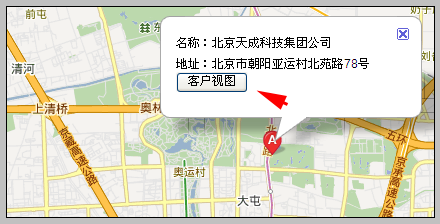 前屯
清河
上清桥
奥林
奥运村
大屯
京藏高速公路
五环
京承高速公路
北苑路
名称：北京天成科技集团公司
地址：北京市朝阳亚运村北苑路78号
客户视图
A